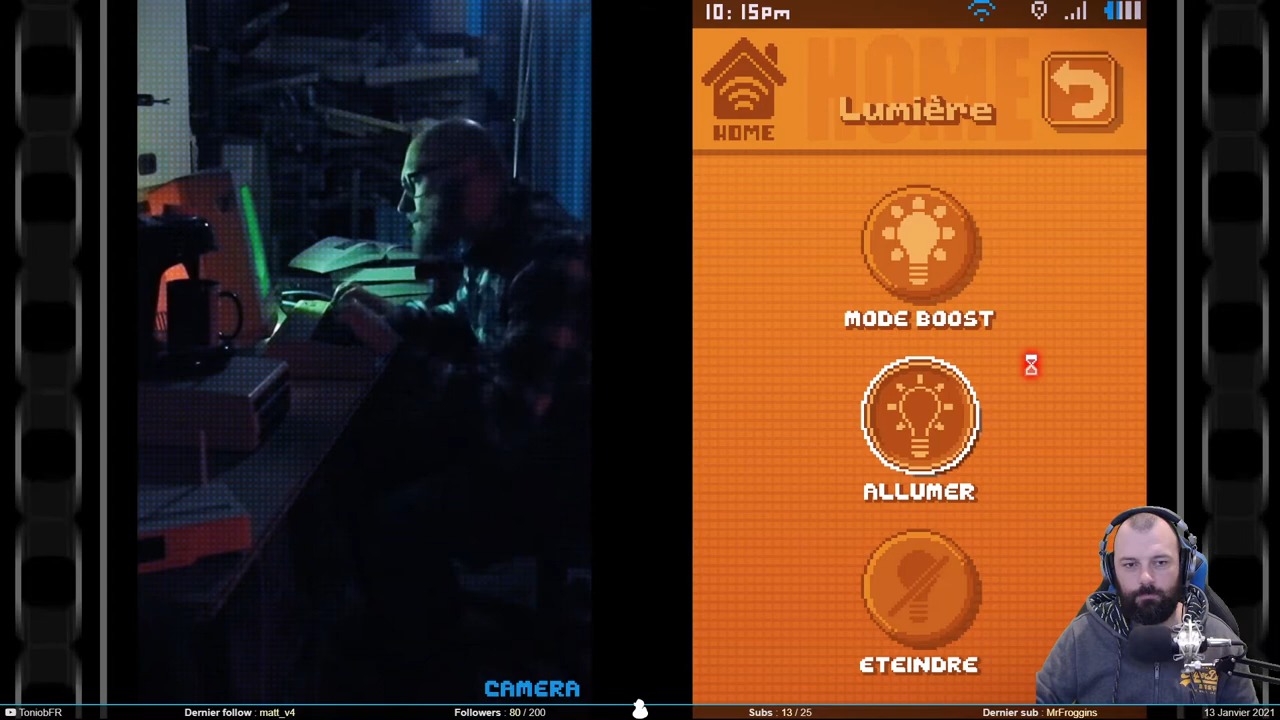 10:15pm
HOME
HOME
Lumière
MODE BOOST
ALLUMER
ETEINDRE
CAMERA
ToniobFR
Dernier follow : matt_v4
Followers : 80 / 200
Subs : 13 / 25
Dernier sub : MrFroggins
13 Janvier 2021